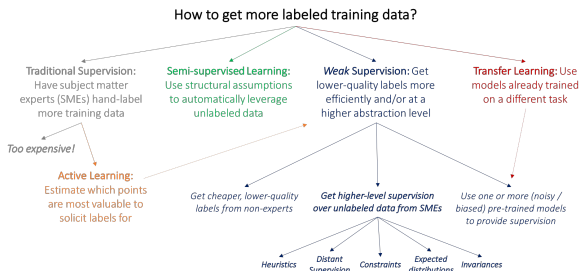 How to get more labeled training data?
Traditional Supervision:
Have subject matter
experts (SMEs) hand-label
more training data
Semi-supervised Learning:
Use structural assumptions
to automatically leverage
unlabeled data
Weak Supervision: Get
lower-quality labels more
efficiently and/or at a
higher abstraction level
Transfer Learning: Use
models already trained
on a different task
Too expensive!
Active Learning:
Estimate which points
are most valuable to
solicit labels for
Get cheaper, lower-quality
labels from non-experts
Get higher-level supervision
over unlabeled data from SMEs
Use one or more (noisy /
biased) pre-trained models
to provide supervision
Heuristics
Distant
Supervision
Constraints
Expected
distributions
Invariances